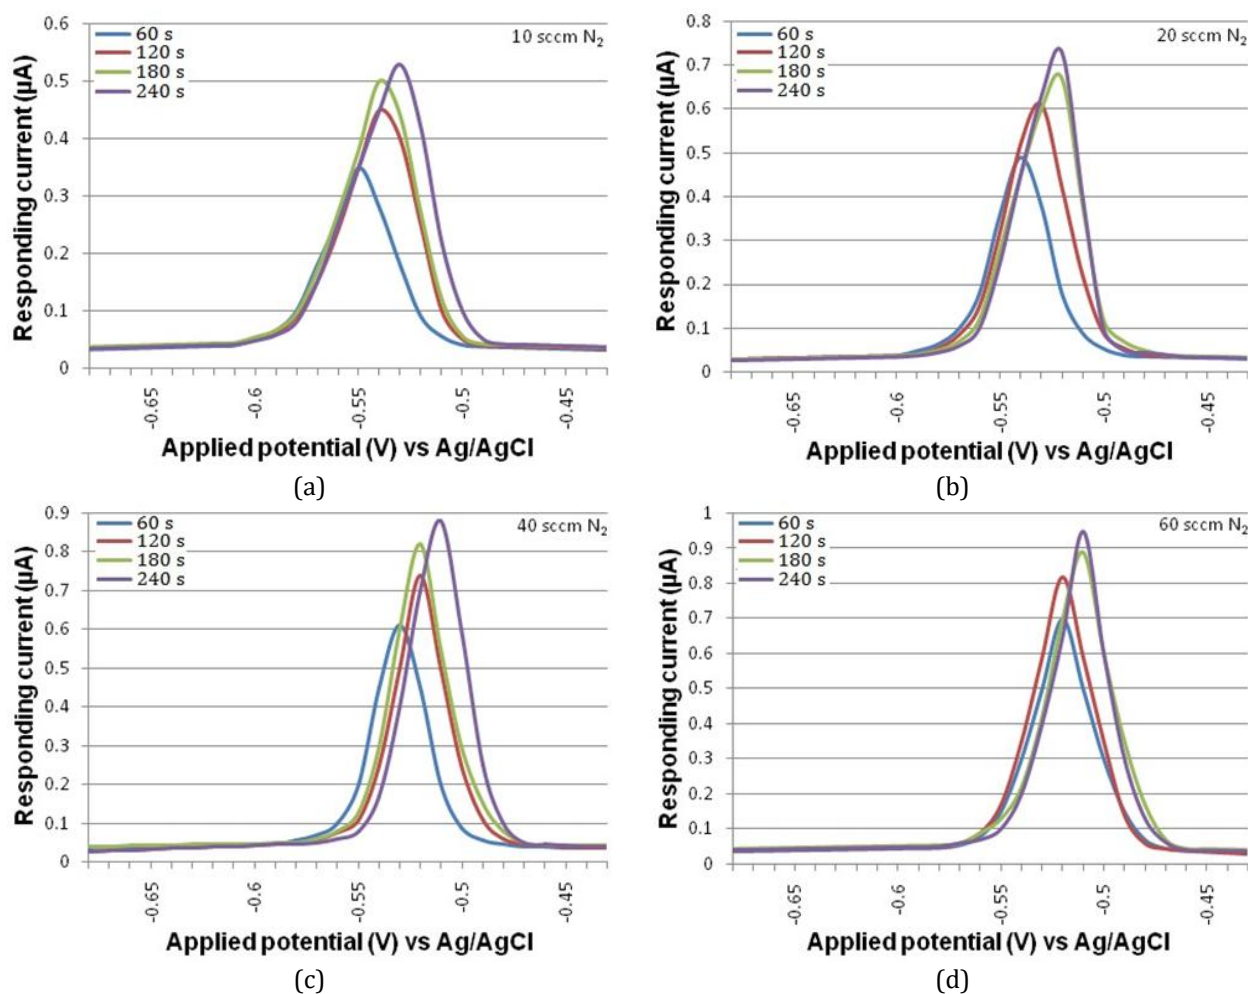 0.6
0.5
0.4
0.3
0.2
0.1
0
Responding current (µA)
60 s
120 s
180 s
240 s
10 sccm N₂
-0.65
-0.6
-0.55
-0.5
-0.45
Applied potential (V) vs Ag/AgCl
(a)
0.8
0.7
0.6
0.5
0.4
0.3
0.2
0.1
0
Responding current (µA)
60 s
120 s
180 s
240 s
20 sccm N₂
-0.65
-0.6
-0.55
-0.5
-0.45
Applied potential (V) vs Ag/AgCl
(b)
0.9
0.8
0.7
0.6
0.5
0.4
0.3
0.2
0.1
0
Responding current (µA)
60 s
120 s
180 s
240 s
40 sccm N₂
-0.65
-0.6
-0.55
-0.5
-0.45
Applied potential (V) vs Ag/AgCl
(c)
1
0.9
0.8
0.7
0.6
0.5
0.4
0.3
0.2
0.1
0
Responding current (µA)
60 s
120 s
180 s
240 s
60 sccm N₂
-0.65
-0.6
-0.55
-0.5
-0.45
Applied potential (V) vs Ag/AgCl
(d)